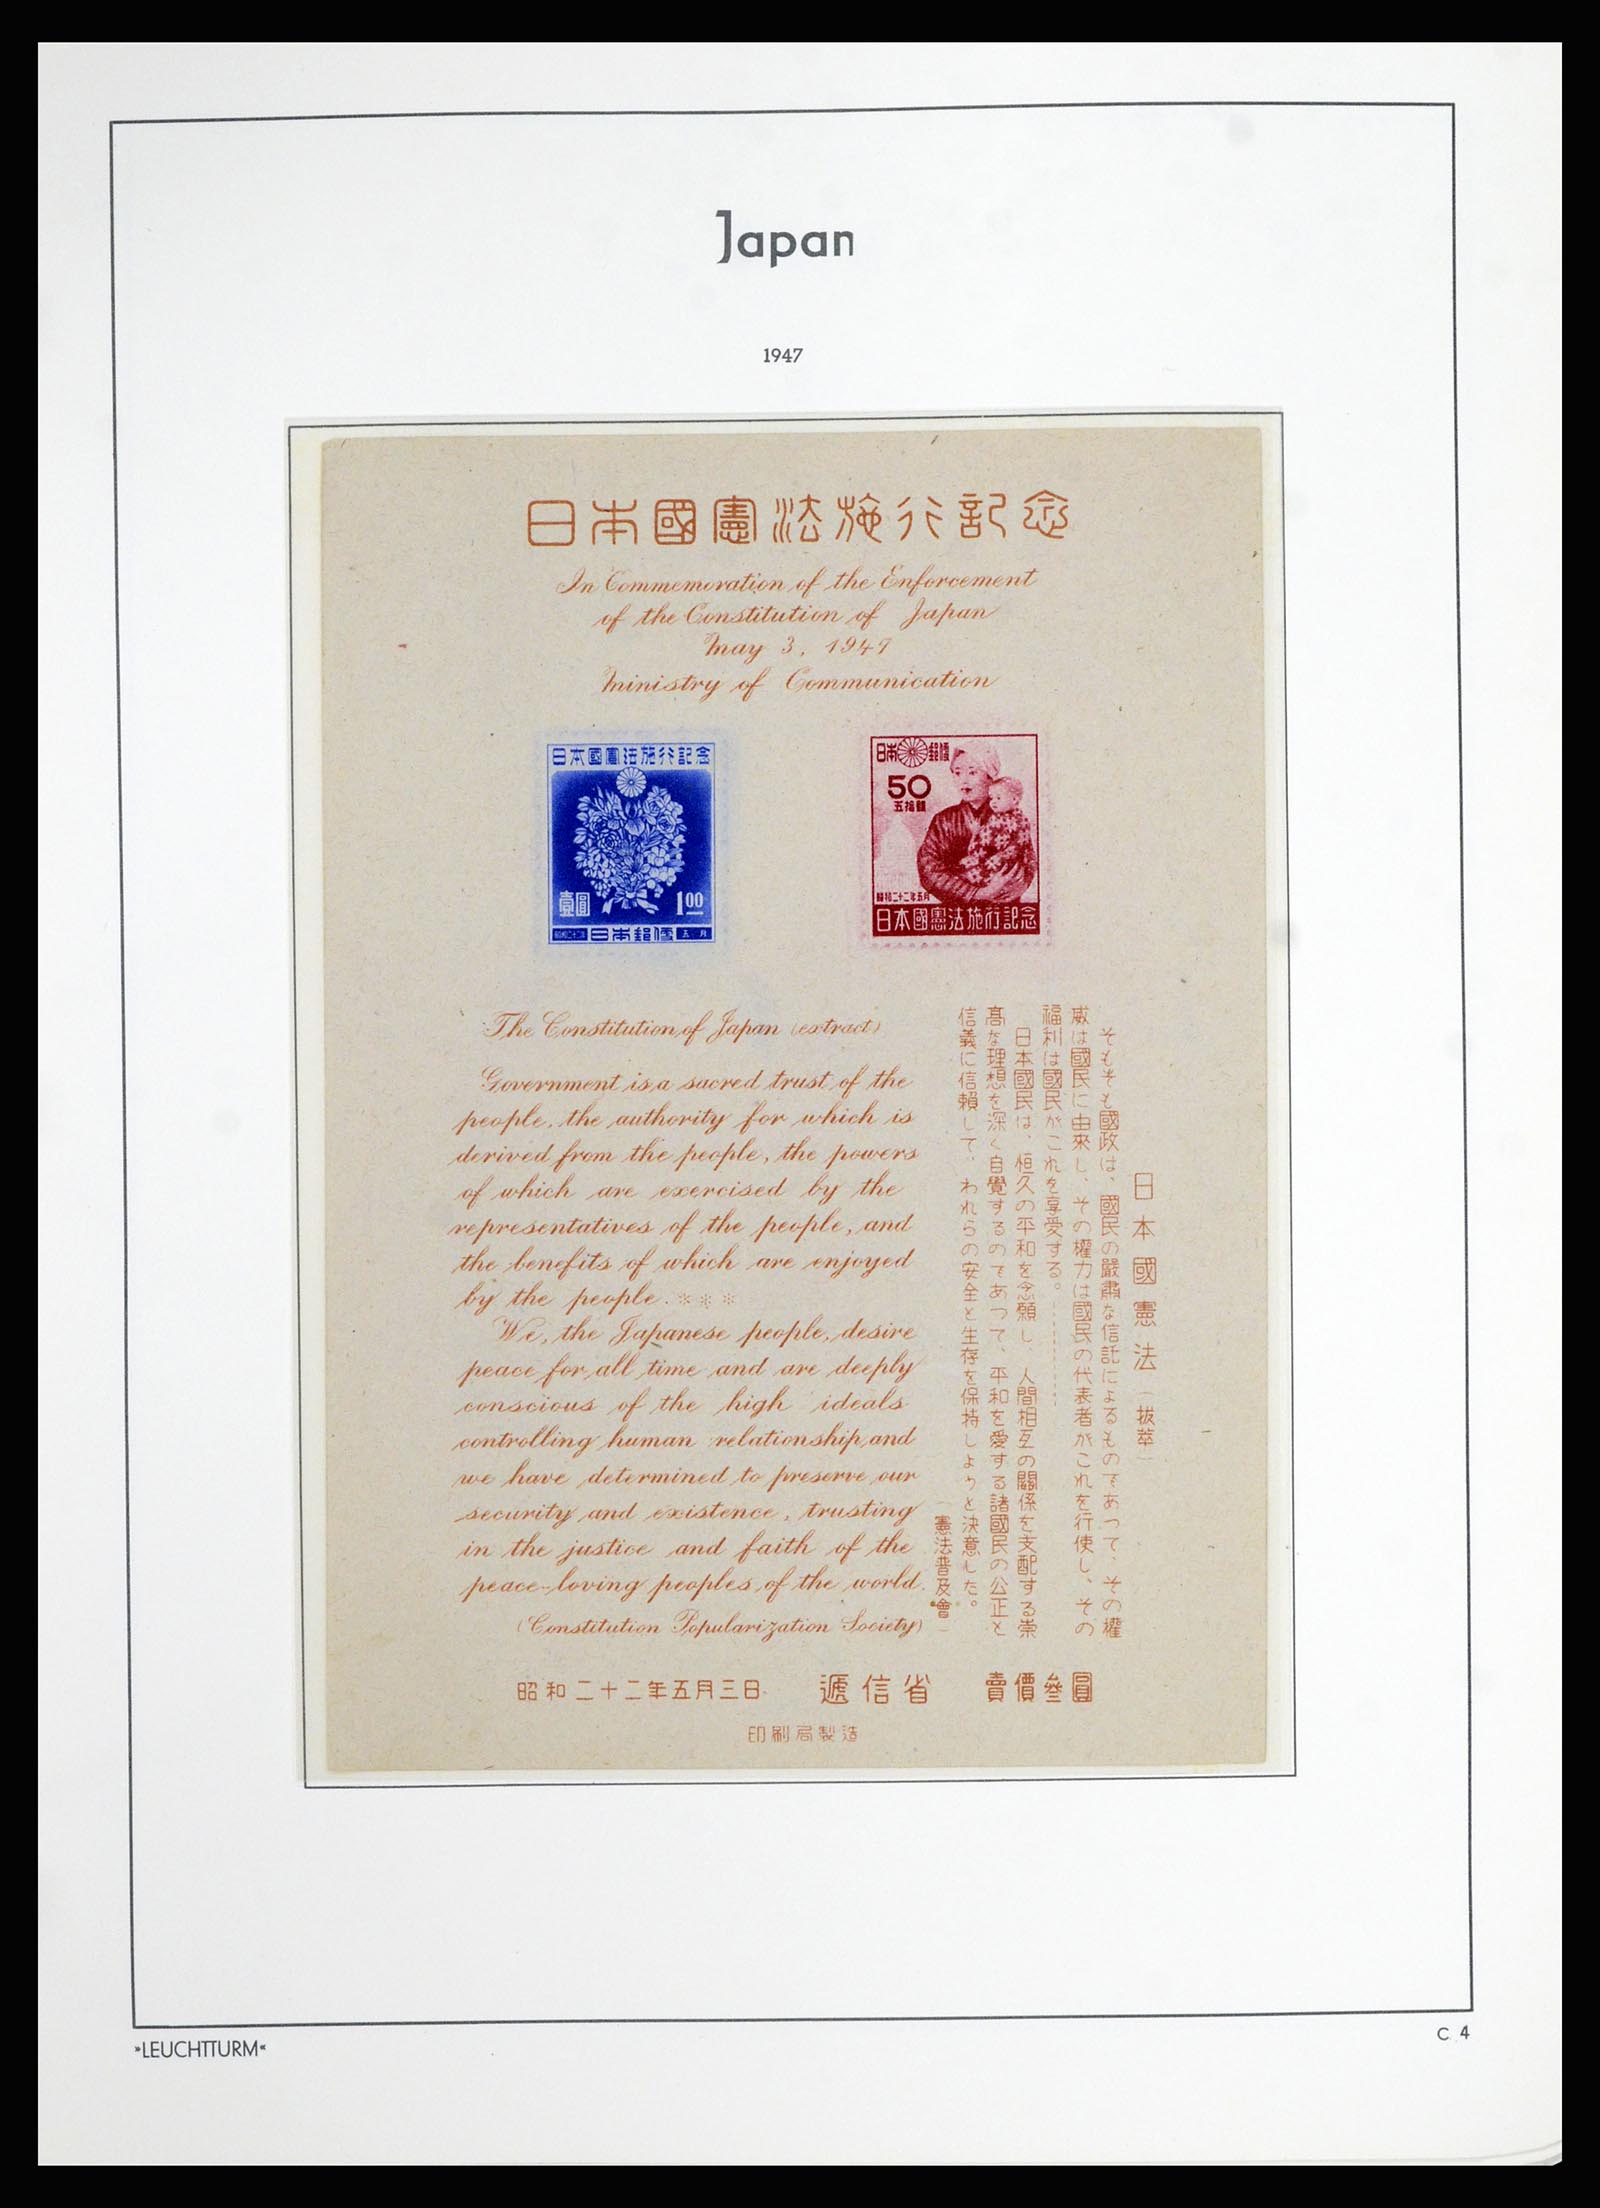 Japan
1947
日本國憲法施行記念
In Commemoration of the Enforcement
of the Constitution of Japan
May 3, 1947
Ministry of Communication
日本國憲法施行記念
壹圓
1.00
日本郵便
五月
日本郵便
50
五拾錢
昭和二十二年五月
日本國憲法施行記念
The Constitution of Japan (extract)
Government is a sacred trust of the
people, the authority for which is
derived from the people, the powers
of which are exercised by the
representatives of the people, and
the benefits of which are enjoyed
by the people. ***
We, the Japanese people, desire
peace for all time and are deeply
conscious of the high ideals
controlling human relationship, and
we have determined to preserve our
security and existence, trusting
in the justice and faith of the
peace-loving peoples of the world.
(Constitution Popularization Society)
日本國憲法(拔萃)
そもそも國政は、國民の嚴肅な信託によるものであつて、その權
威は國民に由來し、その權力は國民の代表者がこれを行使し、その
福利は國民がこれを享受する。…………
日本國民は、恒久の平和を念願し、人間相互の關係を支配する崇
高な理想を深く自覺するのであつて、平和を愛する諸國民の公正と
信義に信賴して、われらの安全と生存を保持しようと決意した。
(憲法普及會)
昭和二十二年五月三日 遞信省 賣價參圓
印刷局製造
»LEUCHTTURM«
C 4